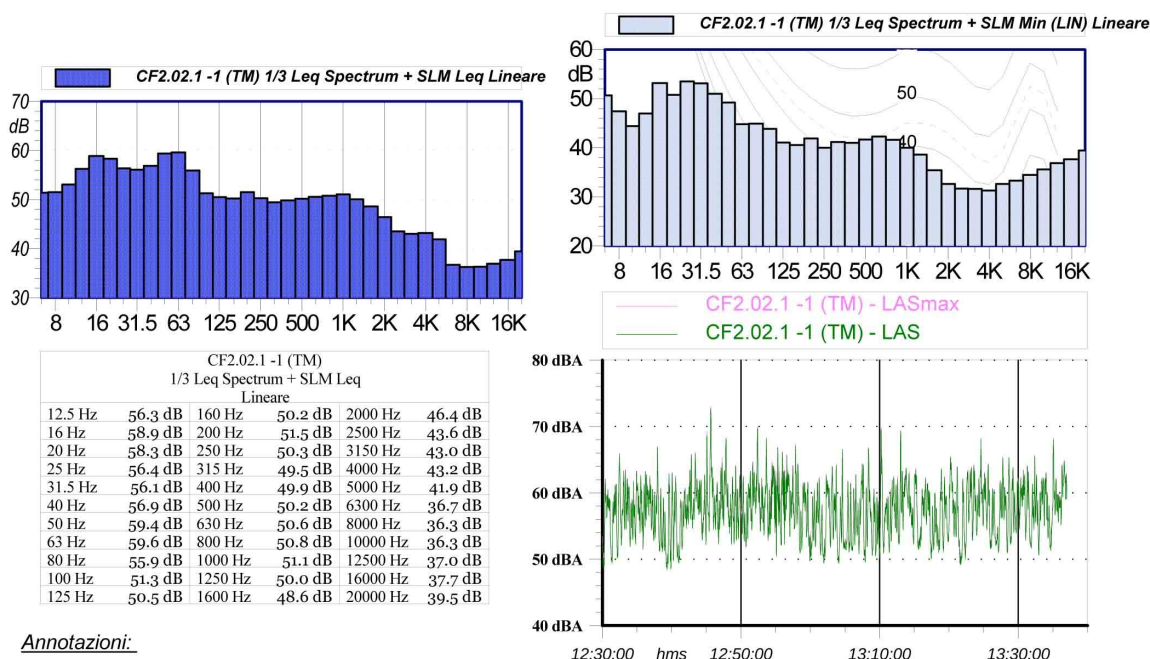 CF2.02.1 -1 (TM) 1/3 Leq Spectrum + SLM Leq Lineare
70
dB
60
50
40
30
8 16 31.5 63 125 250 500 1K 2K 4K 8K 16K
CF2.02.1 -1 (TM)
1/3 Leq Spectrum + SLM Leq
Lineare
12.5 Hz 56.3 dB 160 Hz 50.2 dB 2000 Hz 46.4 dB
16 Hz 58.9 dB 200 Hz 51.5 dB 2500 Hz 43.6 dB
20 Hz 58.3 dB 250 Hz 50.3 dB 3150 Hz 43.0 dB
25 Hz 56.4 dB 315 Hz 49.5 dB 4000 Hz 43.2 dB
31.5 Hz 56.1 dB 400 Hz 49.9 dB 5000 Hz 41.9 dB
40 Hz 56.9 dB 500 Hz 50.2 dB 6300 Hz 36.7 dB
50 Hz 59.4 dB 630 Hz 50.6 dB 8000 Hz 36.3 dB
63 Hz 59.6 dB 800 Hz 50.8 dB 10000 Hz 36.3 dB
80 Hz 55.9 dB 1000 Hz 51.1 dB 12500 Hz 37.0 dB
100 Hz 51.3 dB 1250 Hz 50.0 dB 16000 Hz 37.7 dB
125 Hz 50.5 dB 1600 Hz 48.6 dB 20000 Hz 39.5 dB
Annotazioni:
CF2.02.1 -1 (TM) 1/3 Leq Spectrum + SLM Min (LIN) Lineare
60
dB
50
40
30
20
50
40
8 16 31.5 63 125 250 500 1K 2K 4K 8K 16K
CF2.02.1 -1 (TM) - LASmax
CF2.02.1 -1 (TM) - LAS
80 dBA
70 dBA
60 dBA
50 dBA
40 dBA
12:30:00 hms 12:50:00 13:10:00 13:30:00